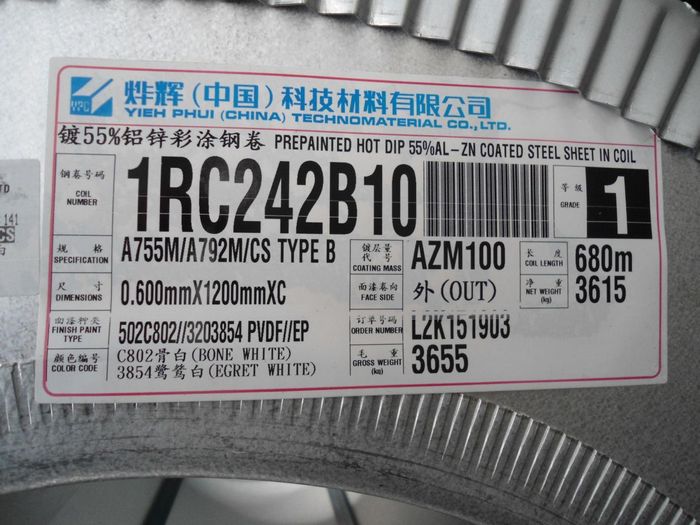 YPC
烨辉（中国）科技材料有限公司
YIEH PHUI (CHINA) TECHNOMATERIAL CO., LTD.
镀55%铝锌彩涂钢卷 PREPAINTED HOT DIP 55%AL-ZN COATED STEEL SHEET IN COIL
钢卷号码 COIL NUMBER 1RC242B10 等级 GRADE 1
规格 SPECIFICATION A755M/A792M/CS TYPE B 镀层量代号 COATING MASS AZM100 长度 COIL LENGTH 680m
尺寸 DIMENSIONS 0.600mmX1200mmXC 面漆卷向 FACE SIDE 外(OUT) 净重 NET WEIGHT (kg) 3615
面漆种类 FINISH PAINT TYPE 502C802//3203854 PVDF//EP 订单号码 ORDER NUMBER L2K151903
颜色编号 COLOR CODE C802骨白(BONE WHITE) 毛重 GROSS WEIGHT (kg) 3655
3854鹭鸶白(EGRET WHITE)
TD
141
CS